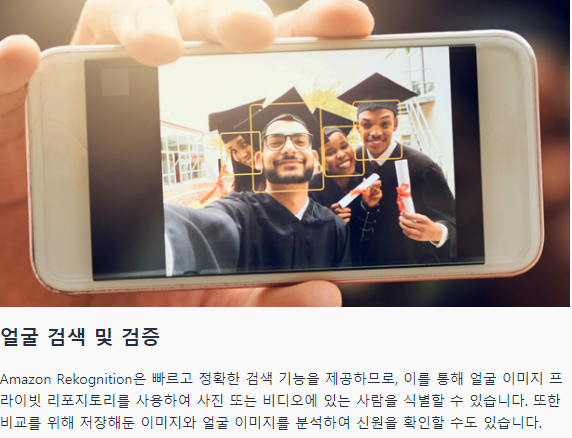 얼굴 검색 및 검증
Amazon Rekognition은 빠르고 정확한 검색 기능을 제공하므로, 이를 통해 얼굴 이미지 프
라이빗 리포지토리를 사용하여 사진 또는 비디오에 있는 사람을 식별할 수 있습니다. 또한
비교를 위해 저장해둔 이미지와 얼굴 이미지를 분석하여 신원을 확인할 수도 있습니다.